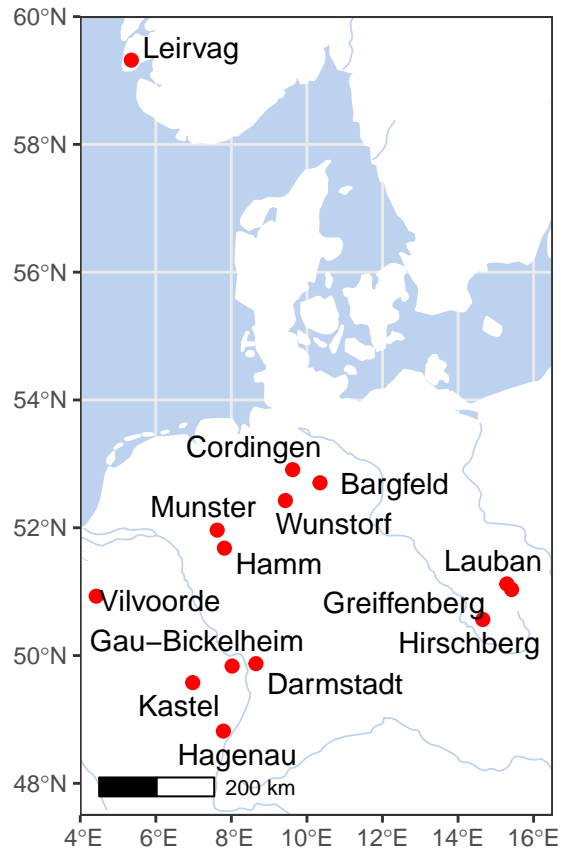 60°N
Leirvag
58°N
56°N
54°N
Cordingen
Bargfeld
Munster
Wunstorf
52°N
Hamm
Lauban
Vilvoorde
Greiffenberg
Gau−Bickelheim
Hirschberg
50°N
Darmstadt
Kastel
Hagenau
48°N
200 km
4°E 6°E 8°E 10°E 12°E 14°E 16°E